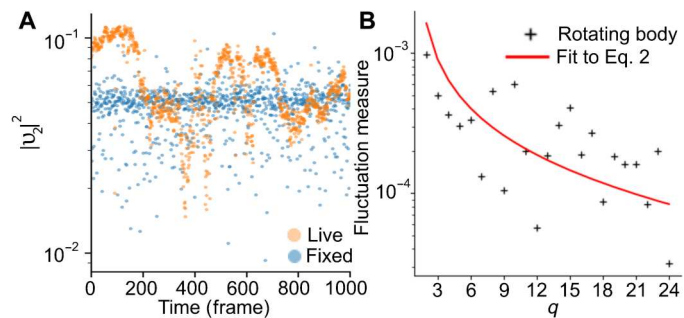 A
|υ₂|²
10⁻¹
10⁻²
Live
Fixed
0 200 400 600 800 1000
Time (frame)
B
Fluctuation measure
10⁻³
10⁻⁴
Rotating body
Fit to Eq. 2
3 6 9 12 15 18 21 24
q